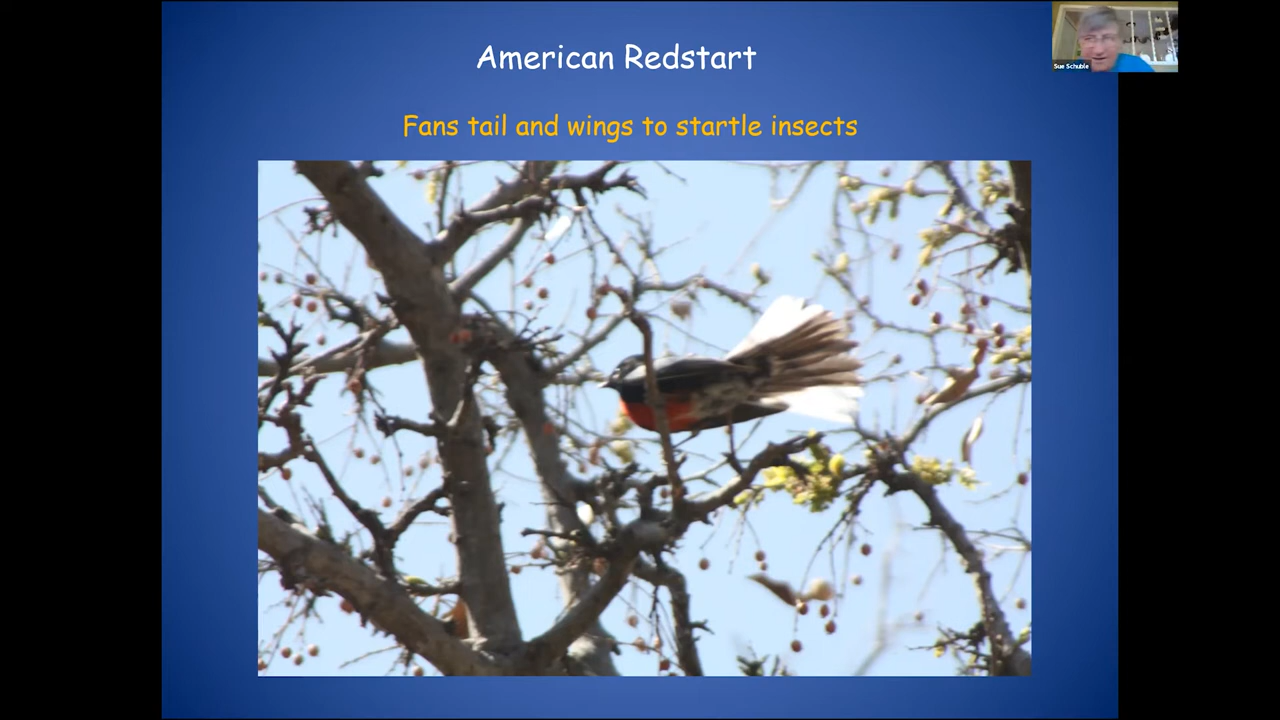 American Redstart
Fans tail and wings to startle insects
Sue Schuble